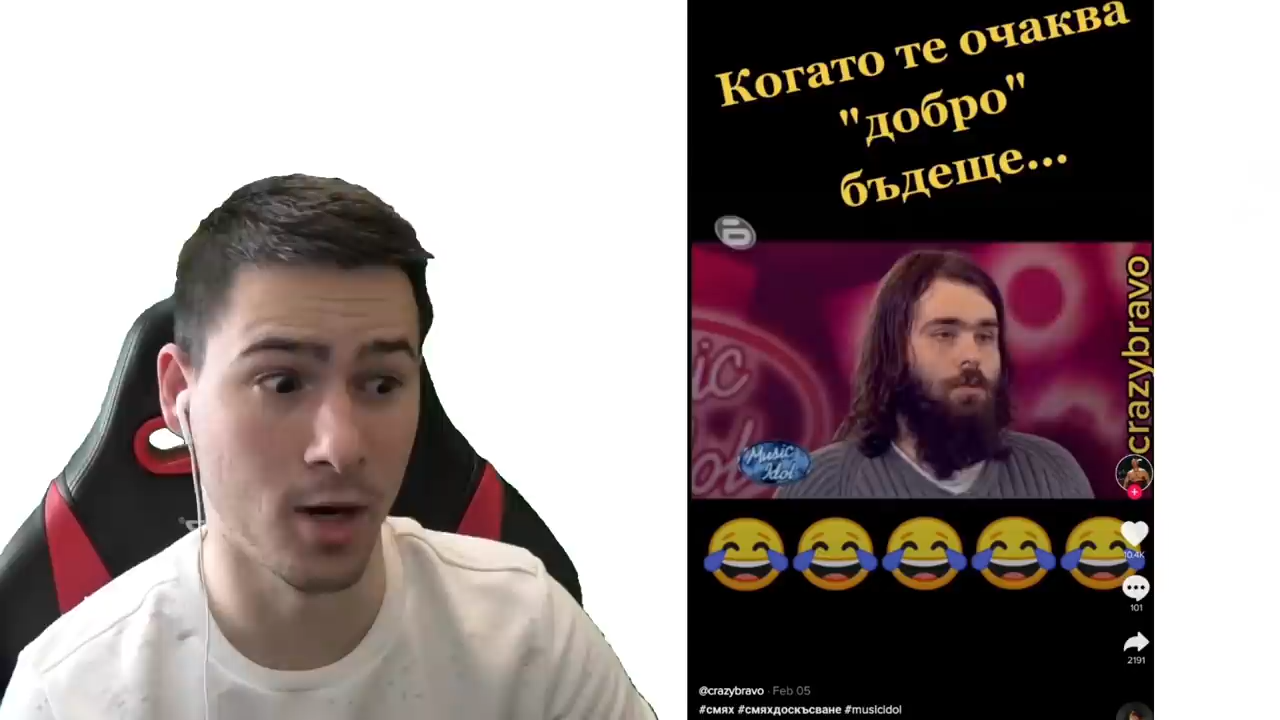 Когато те очаква
"добро"
бъдеще...
crazybravo
Music
Idol
10.4K
101
2191
@crazybravo · Feb 05
#смях #смяхдоскъсване #musicidol